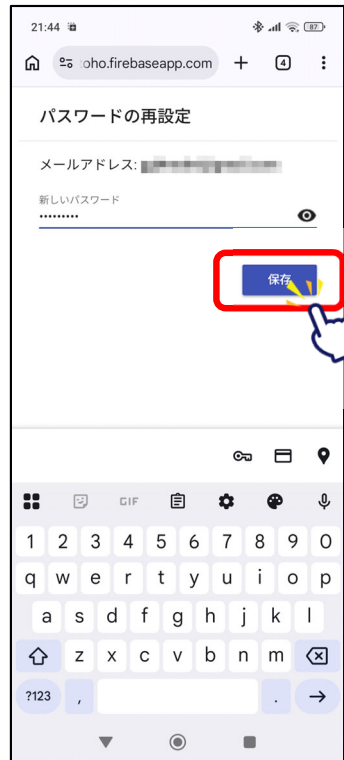 21:44
87
oho.firebaseapp.com
4
パスワードの再設定
メールアドレス:
新しいパスワード
保存
GIF
1 2 3 4 5 6 7 8 9 0
q w e r t y u i o p
a s d f g h j k l
z x c v b n m
?123 , .